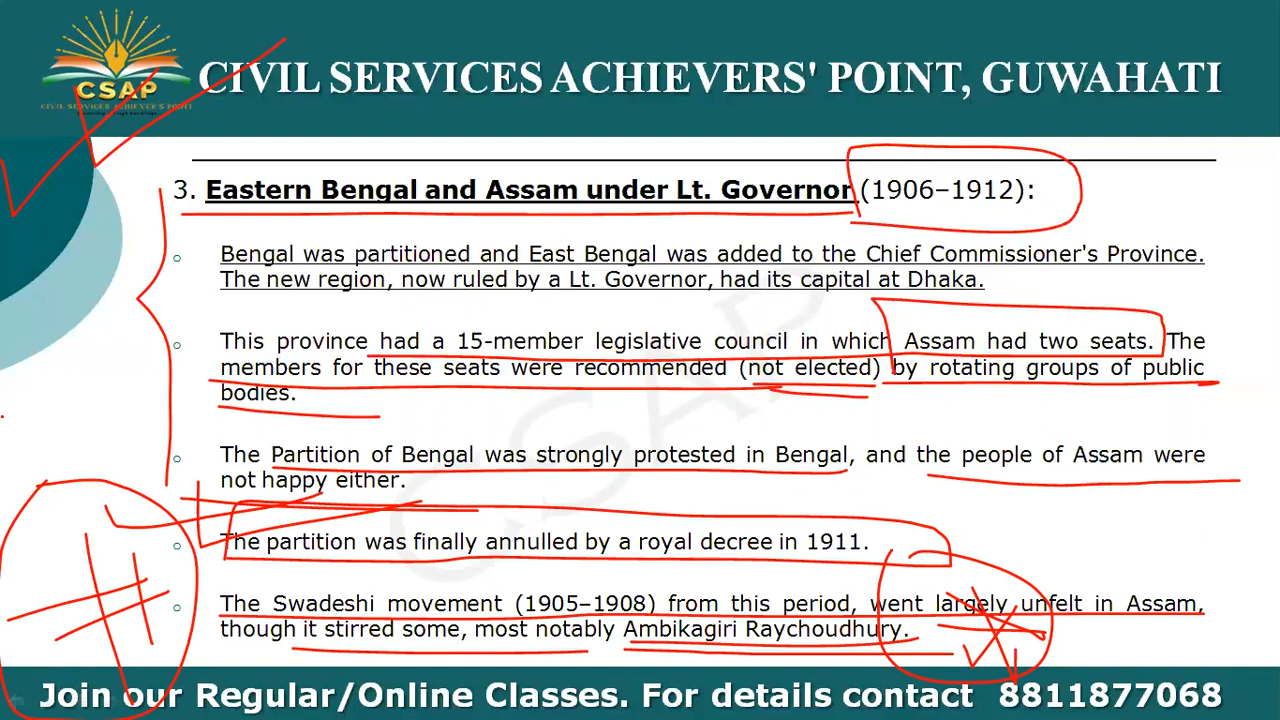 CIVIL SERVICES ACHIEVERS' POINT, GUWAHATI
CSAP
CIVIL SERVICES ACHIEVER'S POINT
3. Eastern Bengal and Assam under Lt. Governor (1906–1912):
Bengal was partitioned and East Bengal was added to the Chief Commissioner's Province.
The new region, now ruled by a Lt. Governor, had its capital at Dhaka.
This province had a 15-member legislative council in which Assam had two seats. The
members for these seats were recommended (not elected) by rotating groups of public
bodies.
The Partition of Bengal was strongly protested in Bengal, and the people of Assam were
not happy either.
The partition was finally annulled by a royal decree in 1911.
The Swadeshi movement (1905–1908) from this period, went largely unfelt in Assam,
though it stirred some, most notably Ambikagiri Raychoudhury.
CSAP
Join our Regular/Online Classes. For details contact 8811877068